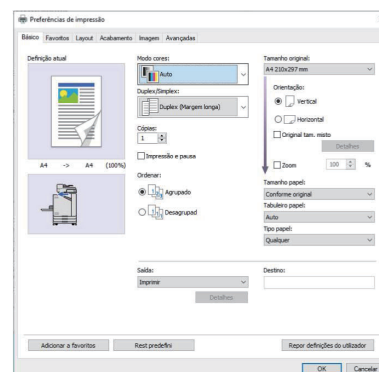 Preferências de impressão
Básico Favoritos Layout Acabamento Imagem Avançadas
Definição atual
A4 -> A4 (100%)
Modo cores:
Auto
Duplex/Simplex:
Duplex (Margem longa)
Cópias:
1
Impressão e pausa
Ordenar:
Agrupado
Desagrupad
Tamanho original:
A4 210x297 mm
Orientação:
Vertical
Horizontal
Original tam. misto
Detalhes
Zoom 100 %
Tamanho papel:
Conforme original
Tabuleiro papel:
Auto
Tipo papel:
Qualquer
Saída:
Imprimir
Detalhes
Destino:
Adicionar a favoritos Rest predefini Repor definições do utilizador
OK Cancelar